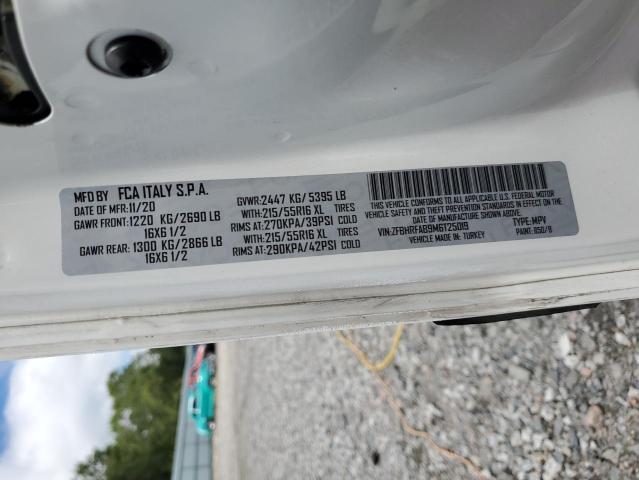 MFD BY FCA ITALY S.P.A.
DATE OF MFR: 11/20 GVWR: 2447 KG/ 5395 LB
GAWR FRONT: 1220 KG/2690 LB WITH: 215/55R16 XL TIRES
16X6 1/2 RIMS AT: 270KPA/39PSI COLD
GAWR REAR: 1300 KG/2866 LB WITH: 215/55R16 XL TIRES
16X6 1/2 RIMS AT: 290KPA/42PSI COLD
THIS VEHICLE CONFORMS TO ALL APPLICABLE U.S. FEDERAL MOTOR
VEHICLE SAFETY, BUMPER, AND THEFT PREVENTION STANDARDS IN EFFECT ON THE
DATE OF MANUFACTURE SHOWN ABOVE.
VIN: ZFBHRFAB9M6T25019 TYPE: MPV
VEHICLE MADE IN: TURKEY PAINT: 950/B